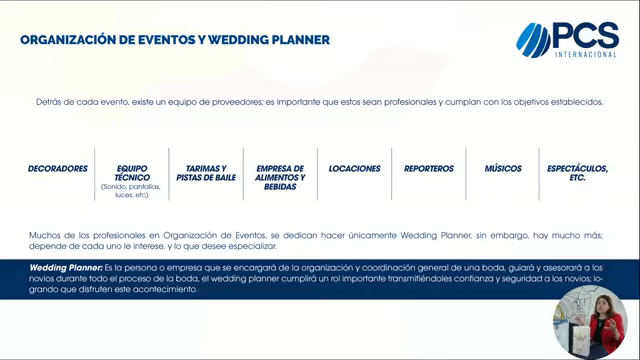 ORGANIZACIÓN DE EVENTOS Y WEDDING PLANNER
PCS
INTERNACIONAL
Detrás de cada evento, existe un equipo de proveedores; es importante que estos sean profesionales y cumplan con los objetivos establecidos.
DECORADORES
EQUIPO
TÉCNICO
(Sonido, pantallas,
luces, etc)
TARIMAS Y
PISTAS DE BAILE
EMPRESA DE
ALIMENTOS Y
BEBIDAS
LOCACIONES
REPORTEROS
MÚSICOS
ESPECTÁCULOS,
ETC.
Muchos de los profesionales en Organización de Eventos, se dedican hacer únicamente Wedding Planner, sin embargo, hay mucho más;
depende de cada uno le interese, y lo que desee especializar.
Wedding Planner: Es la persona o empresa que se encargará de la organización y coordinación general de una boda, guiará y asesorará a los
novios durante todo el proceso de la boda, el wedding planner cumplirá un rol importante transmitiéndoles confianza y seguridad a los novios; lo-
grando que disfruten este acontecimiento.